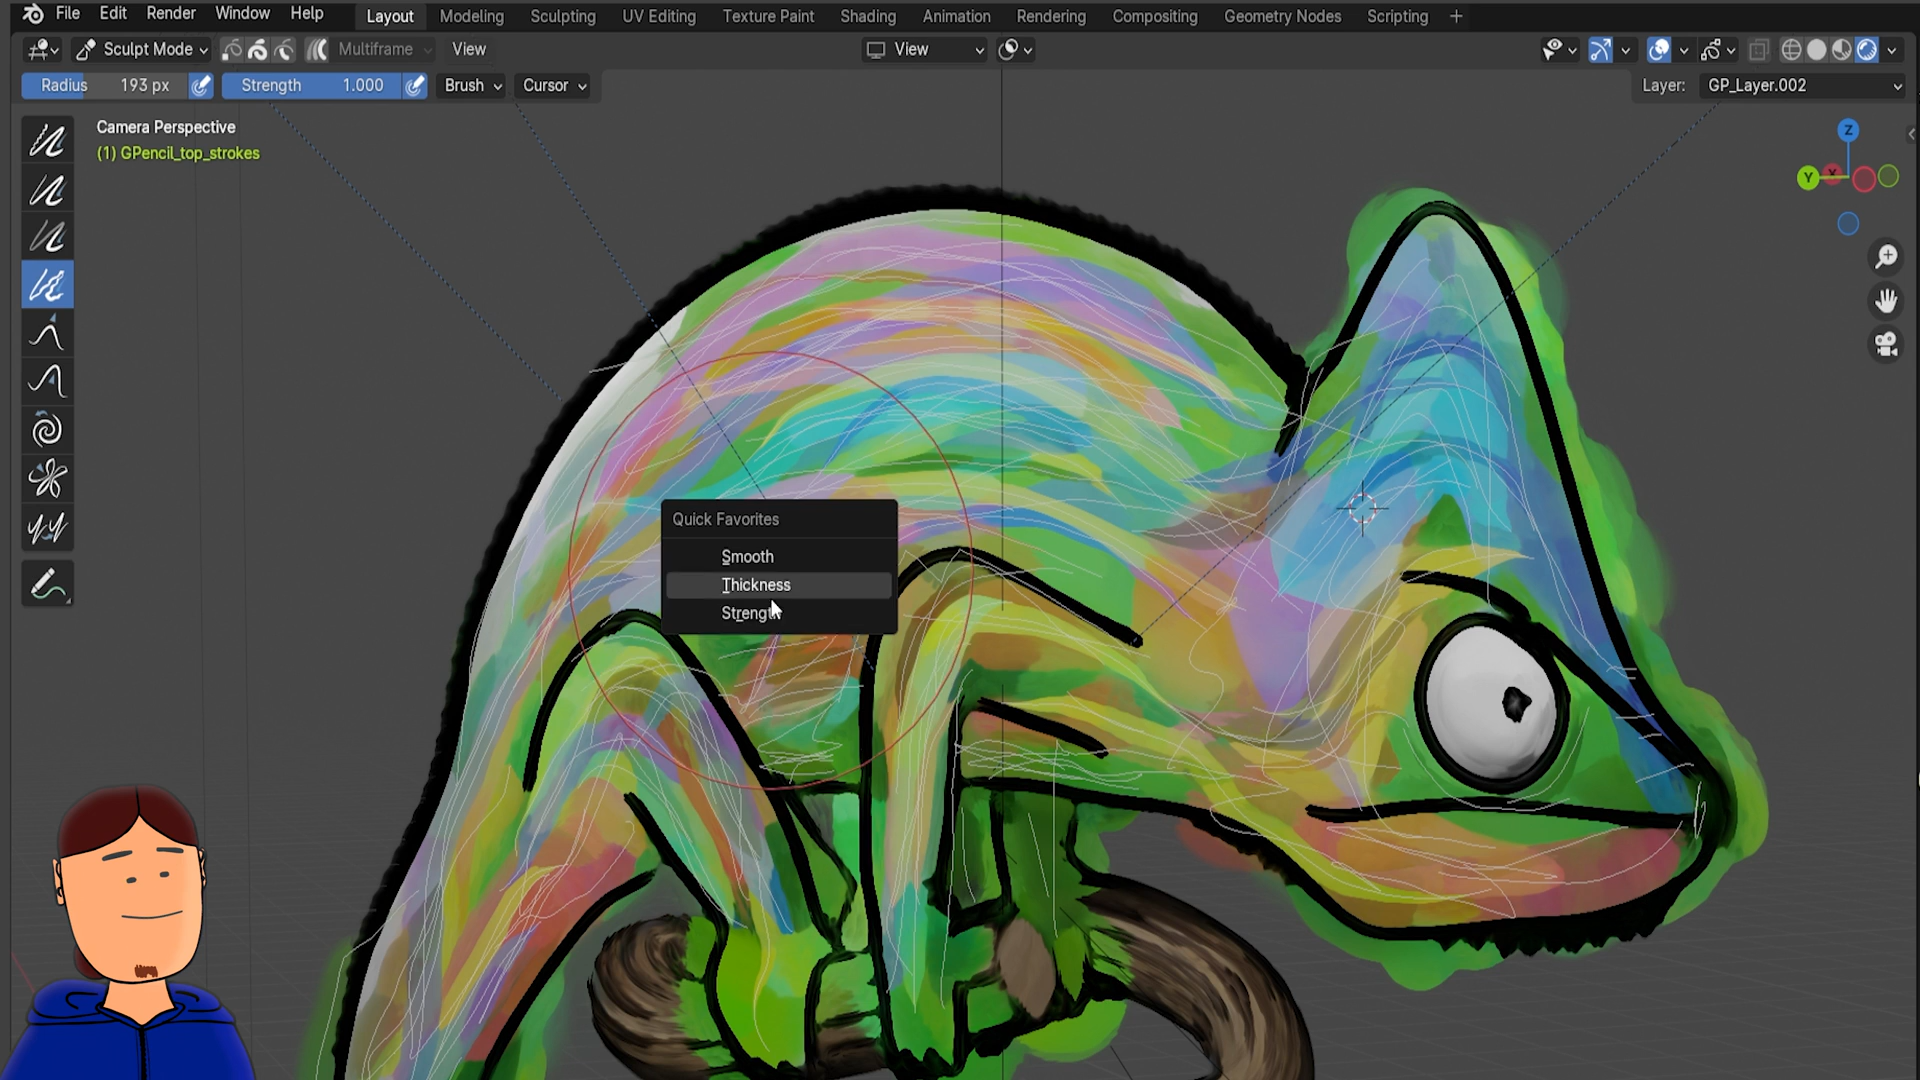 File Edit Render Window Help Layout Modeling Sculpting UV Editing Texture Paint Shading Animation Rendering Compositing Geometry Nodes Scripting +
Sculpt Mode Multiframe View View
Radius 193 px Strength 1.000 Brush Cursor Layer: GP_Layer.002
Camera Perspective
(1) GPencil_top_strokes
Z
Y X
Quick Favorites
Smooth
Thickness
Strength